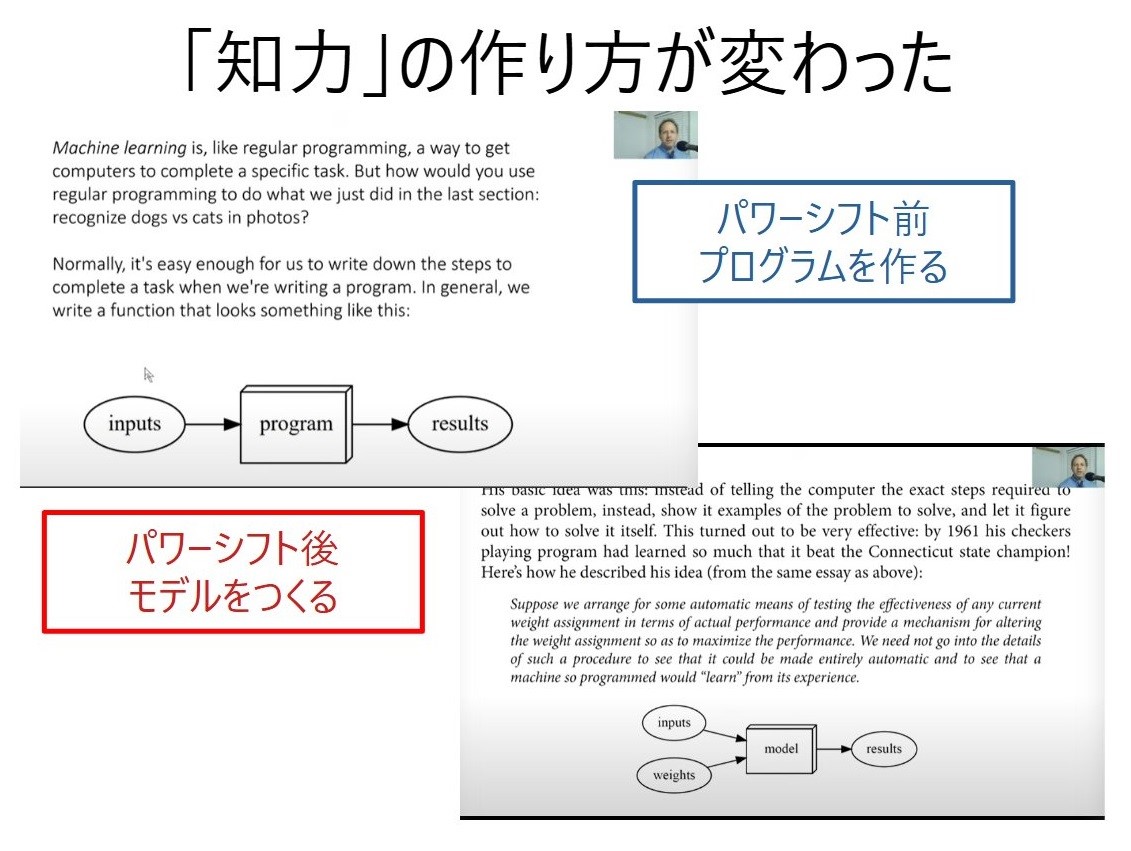 「知力」の作り方が変わった
Machine learning is, like regular programming, a way to get
computers to complete a specific task. But how would you use
regular programming to do what we just did in the last section:
recognize dogs vs cats in photos?
Normally, it's easy enough for us to write down the steps to
complete a task when we're writing a program. In general, we
write a function that looks something like this:
inputs
program
results
パワーシフト前
プログラムを作る
パワーシフト後
モデルをつくる
His basic idea was this: instead of telling the computer the exact steps required to
solve a problem, instead, show it examples of the problem to solve, and let it figure
out how to solve it itself. This turned out to be very effective: by 1961 his checkers
playing program had learned so much that it beat the Connecticut state champion!
Here's how he described his idea (from the same essay as above):
Suppose we arrange for some automatic means of testing the effectiveness of any current
weight assignment in terms of actual performance and provide a mechanism for altering
the weight assignment so as to maximize the performance. We need not go into the details
of such a procedure to see that it could be made entirely automatic and to see that a
machine so programmed would “learn” from its experience.
inputs
weights
model
results